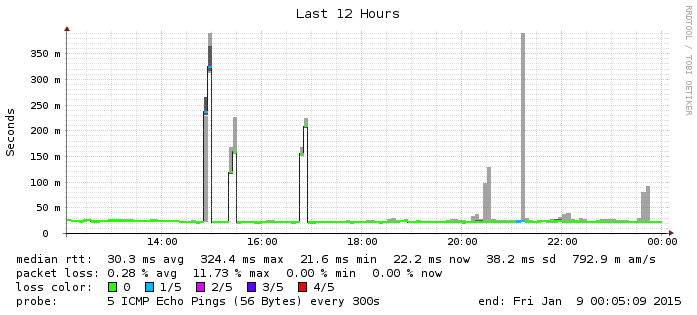 Last 12 Hours
RRDTOOL / TOBI OETIKER
Seconds
350 m
300 m
250 m
200 m
150 m
100 m
50 m
0
14:00 16:00 18:00 20:00 22:00 00:00
median rtt: 30.3 ms avg 324.4 ms max 21.6 ms min 22.2 ms now 38.2 ms sd 792.9 m am/s
packet loss: 0.28 % avg 11.73 % max 0.00 % min 0.00 % now
loss color: 0 1/5 2/5 3/5 4/5
probe: 5 ICMP Echo Pings (56 Bytes) every 300s end: Fri Jan 9 00:05:09 2015